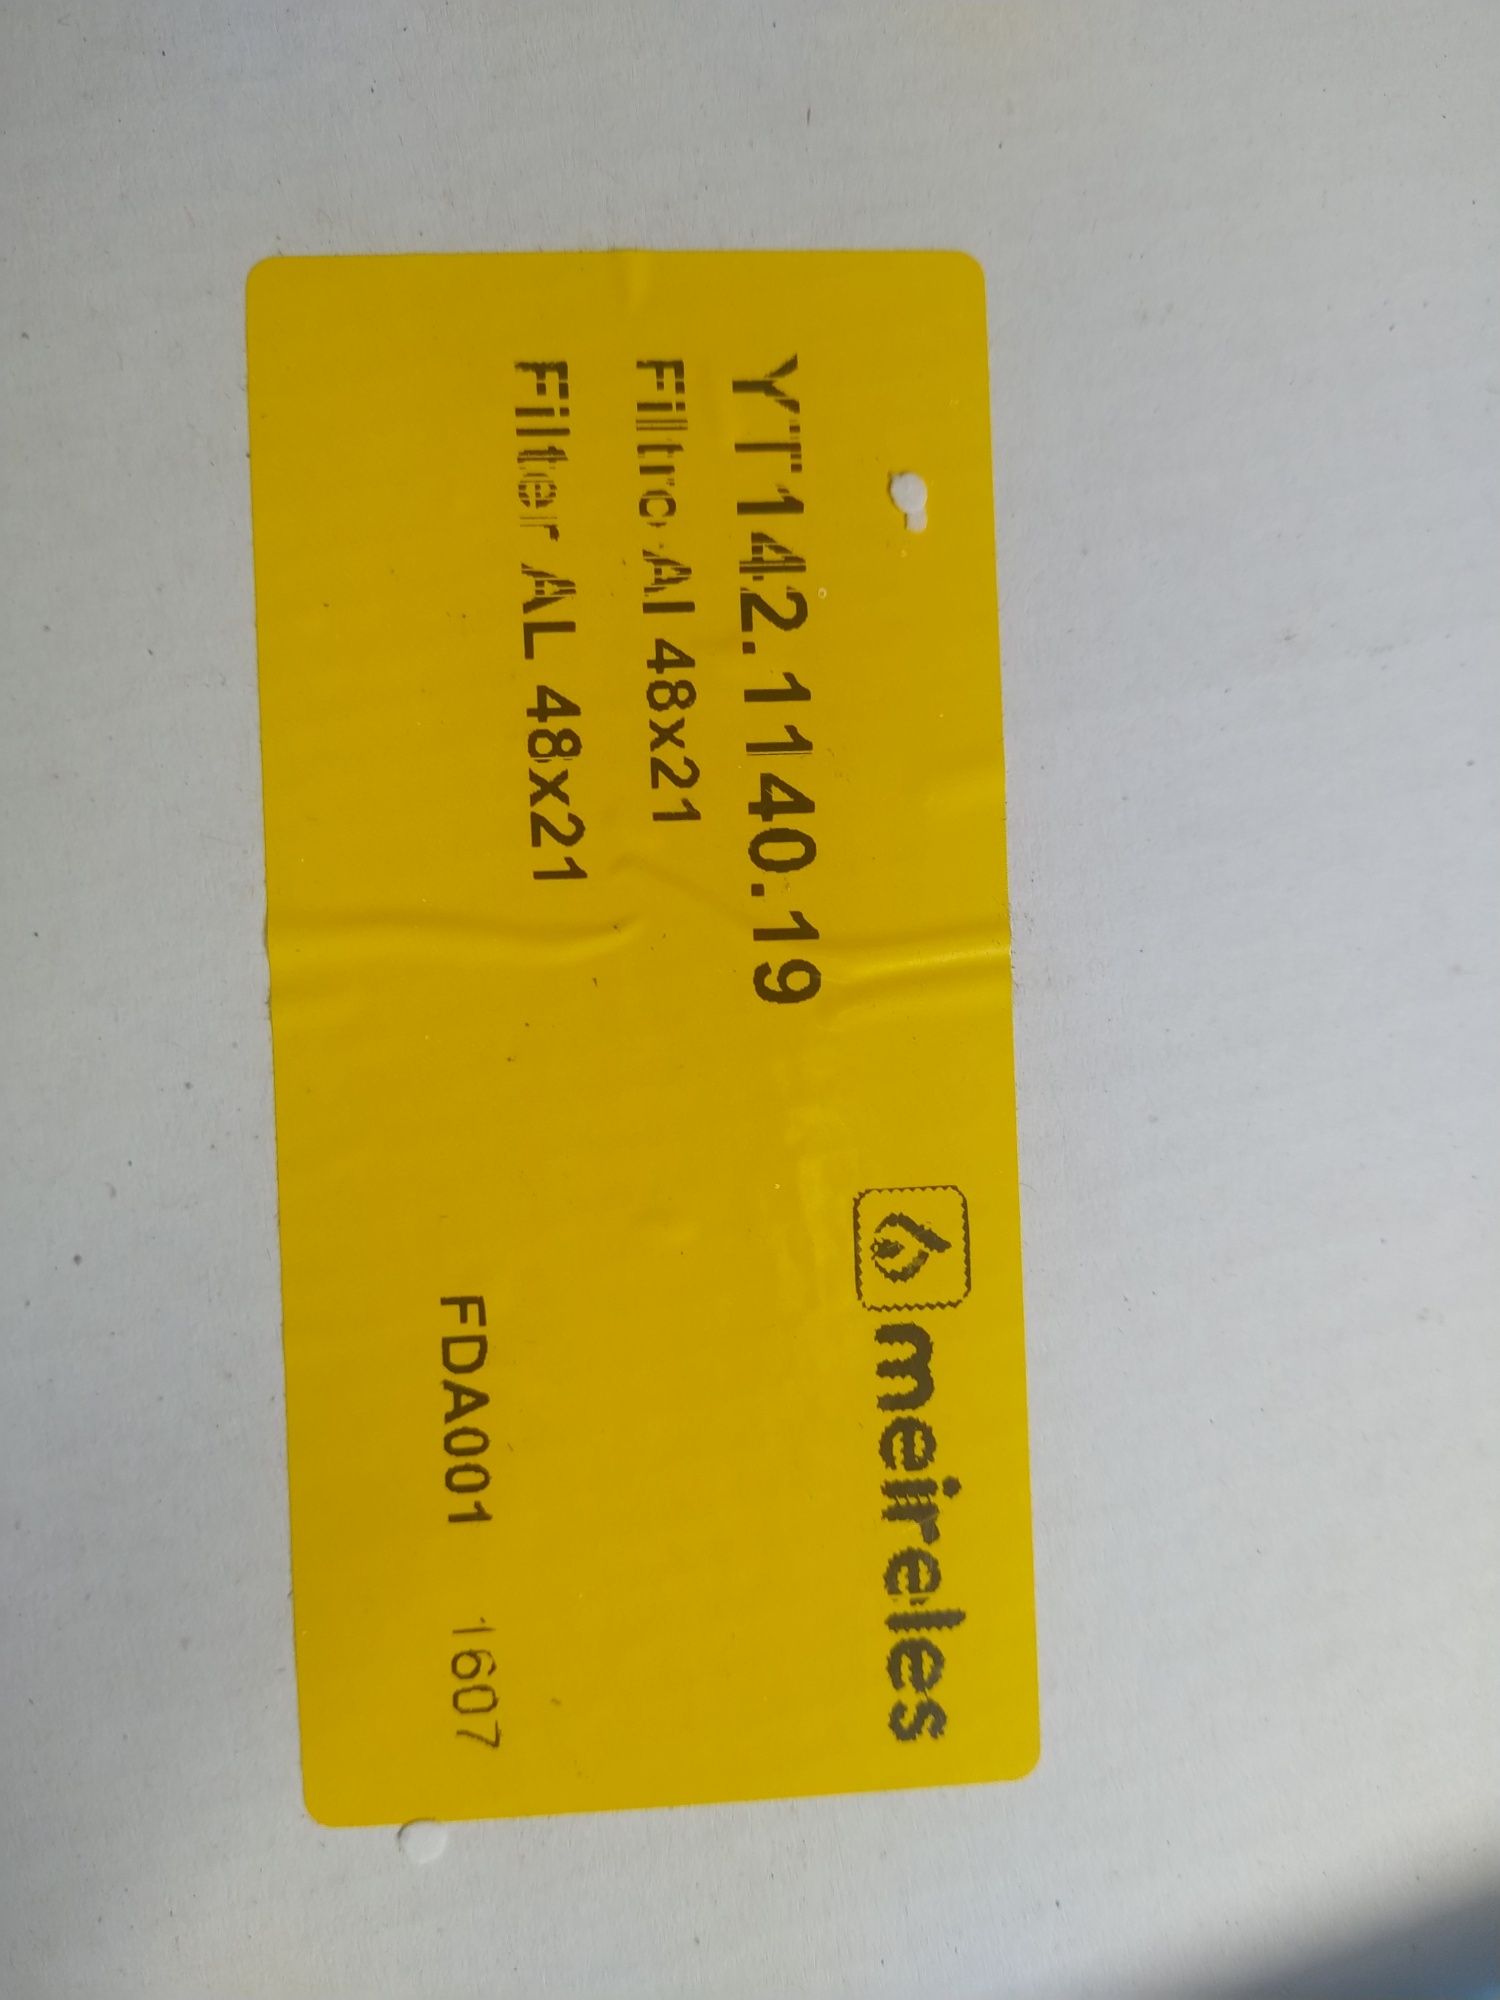 meireles
YT142.1140.19
Filtro Al 48x21
Filter AL 48x21
FDA001 1607